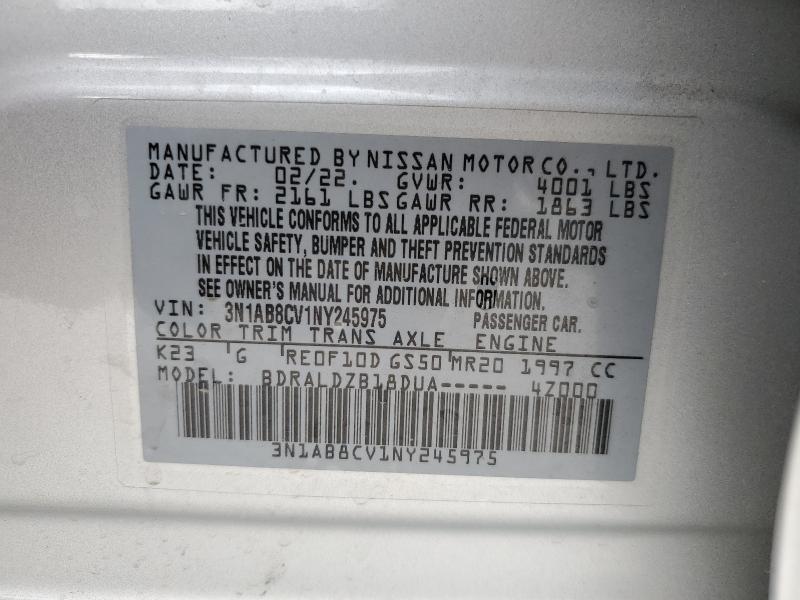 MANUFACTURED BY NISSAN MOTOR CO., LTD.
DATE: 02/22. GVWR: 4001 LBS
GAWR FR: 2161 LBS GAWR RR: 1863 LBS
THIS VEHICLE CONFORMS TO ALL APPLICABLE FEDERAL MOTOR
VEHICLE SAFETY, BUMPER AND THEFT PREVENTION STANDARDS
IN EFFECT ON THE DATE OF MANUFACTURE SHOWN ABOVE.
SEE OWNER'S MANUAL FOR ADDITIONAL INFORMATION.
VIN: 3N1AB8CV1NY245975 PASSENGER CAR.
COLOR TRIM TRANS AXLE ENGINE
K23 G RE0F10D GS50 MR20 1997 CC
MODEL: BDRALDZB18DUA----- 4Z000
3N1AB8CV1NY245975